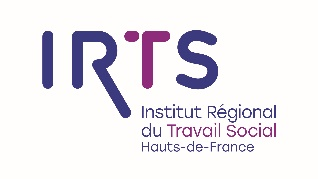 IRTS
Institut Régional
du Travail Social
Hauts-de-France